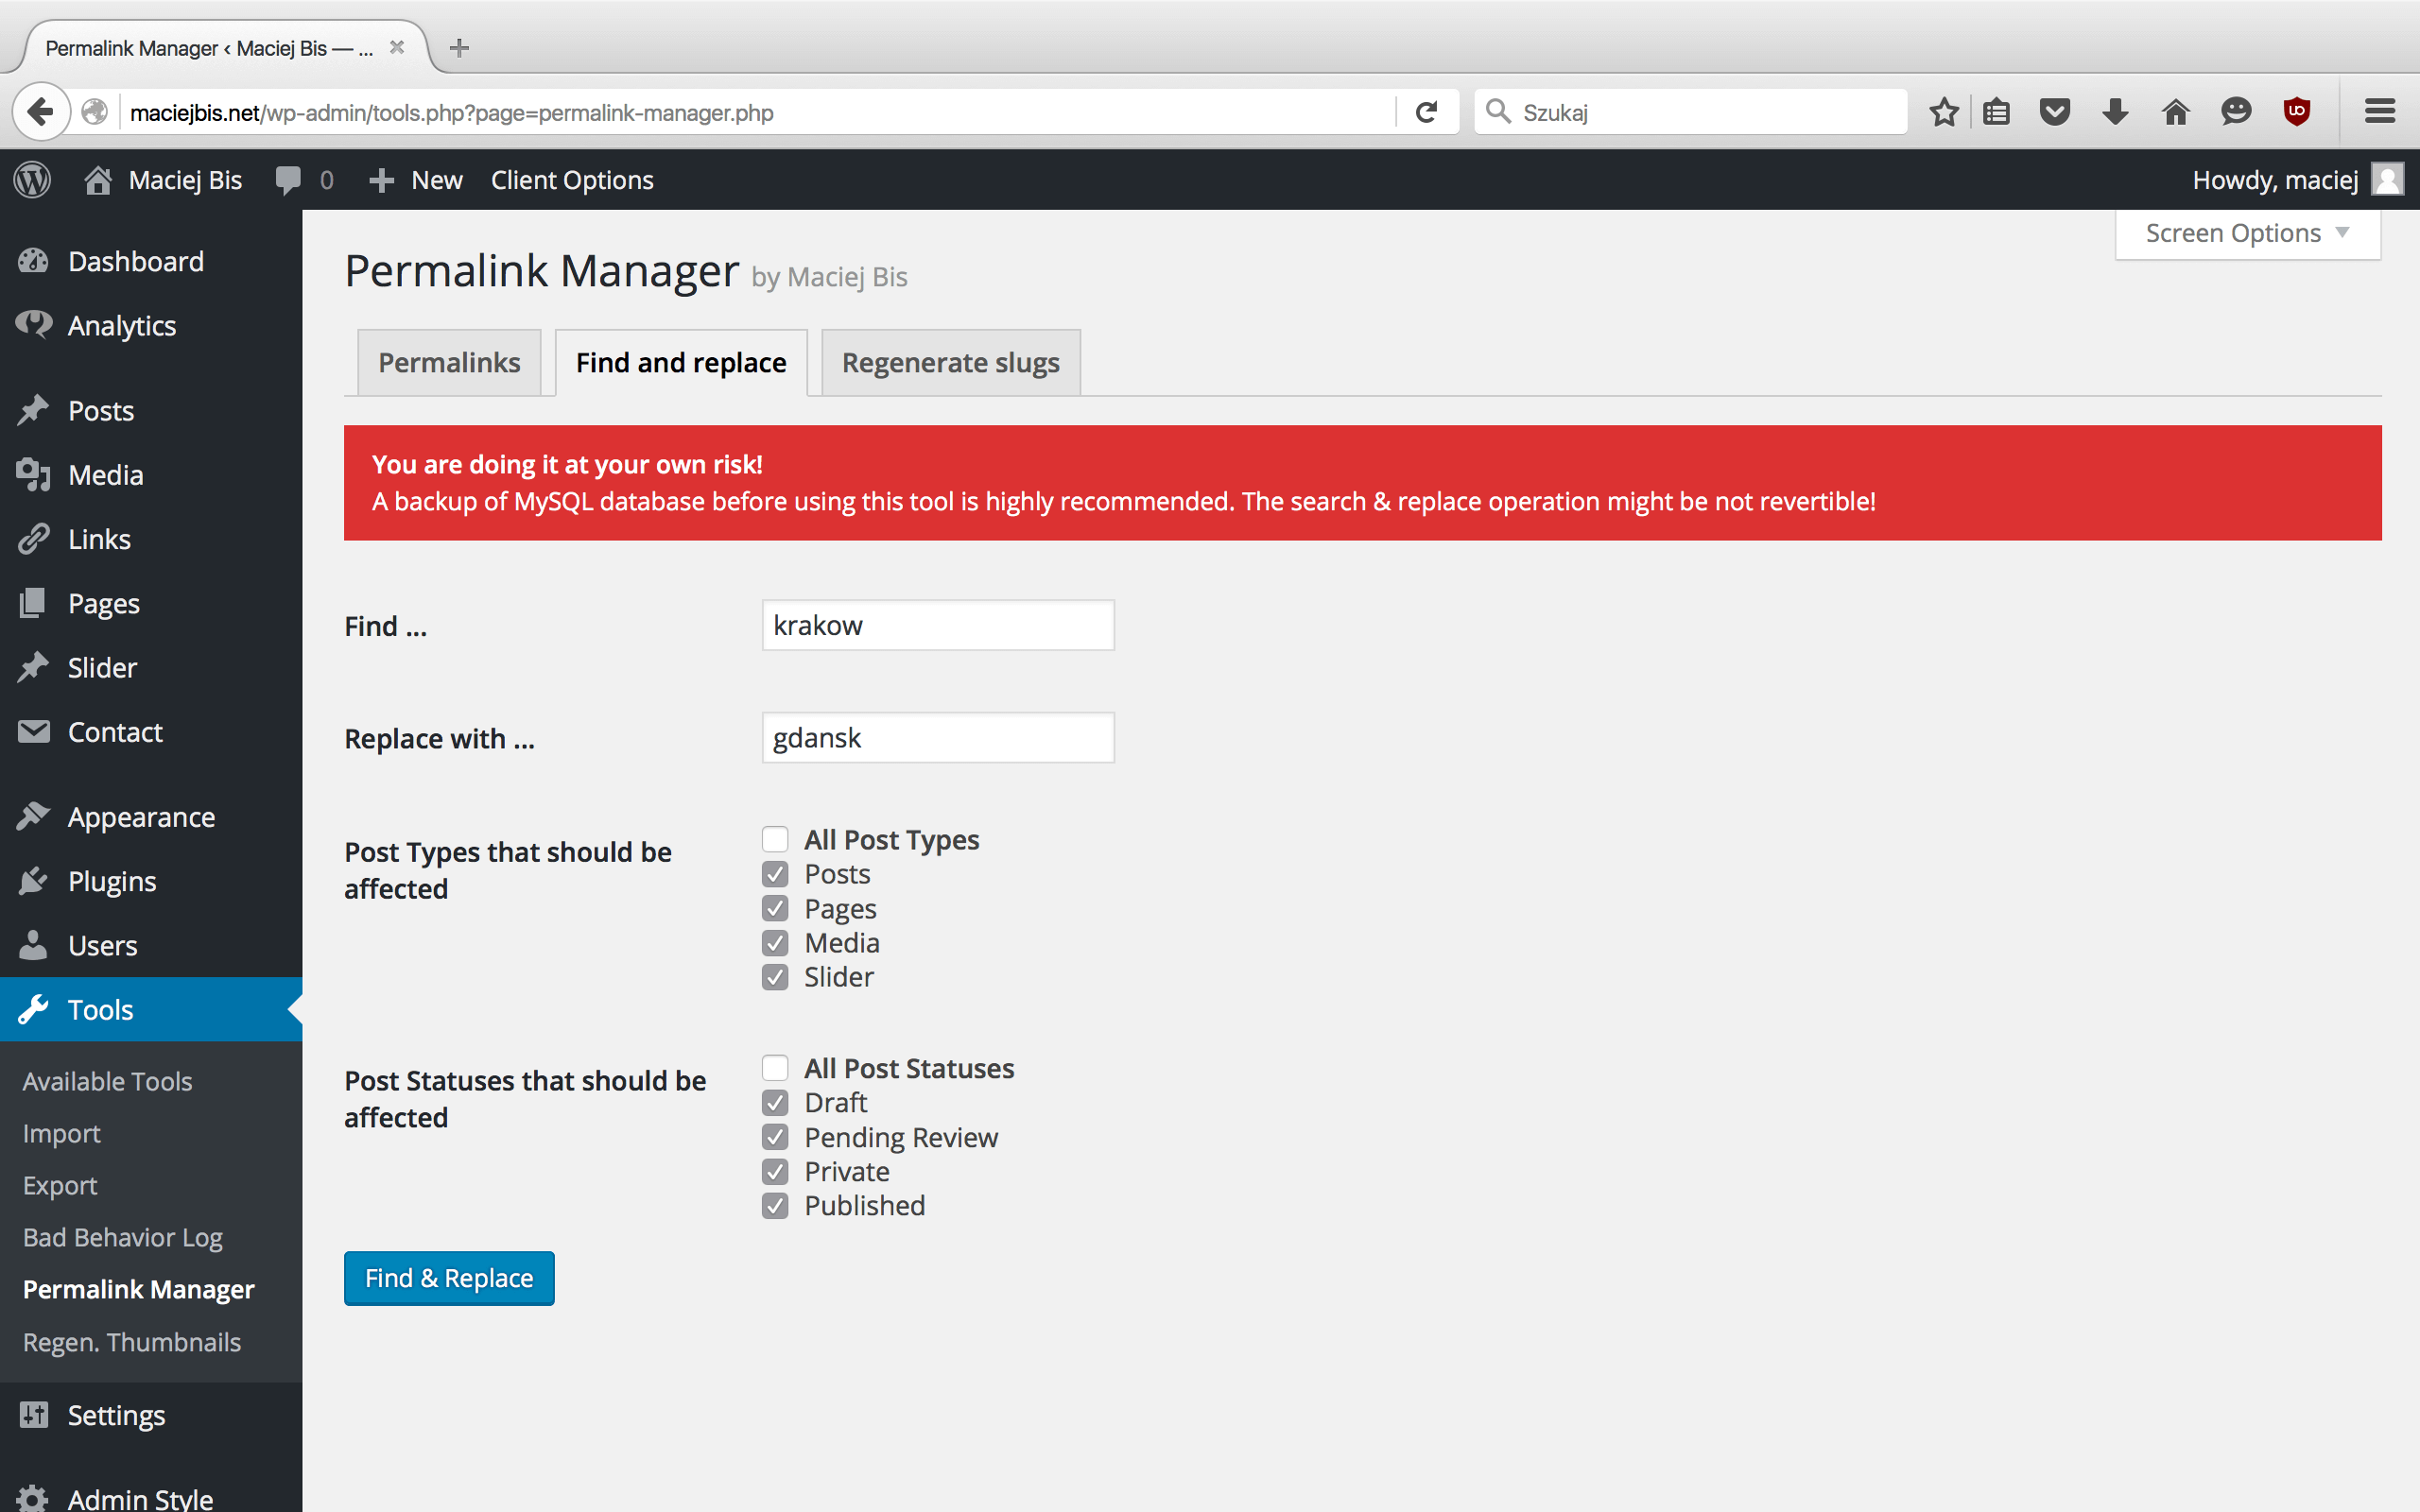 Permalink Manager ‹ Maciej Bis — ...
maciejbis.net/wp-admin/tools.php?page=permalink-manager.php
Szukaj
Maciej Bis
0
New
Client Options
Howdy, maciej
Dashboard
Analytics
Posts
Media
Links
Pages
Slider
Contact
Appearance
Plugins
Users
Tools
Available Tools
Import
Export
Bad Behavior Log
Permalink Manager
Regen. Thumbnails
Settings
Admin Style
Screen Options
Permalink Manager by Maciej Bis
Permalinks
Find and replace
Regenerate slugs
You are doing it at your own risk!
A backup of MySQL database before using this tool is highly recommended. The search & replace operation might be not revertible!
Find ...
krakow
Replace with ...
gdansk
Post Types that should be
affected
All Post Types
Posts
Pages
Media
Slider
Post Statuses that should be
affected
All Post Statuses
Draft
Pending Review
Private
Published
Find & Replace